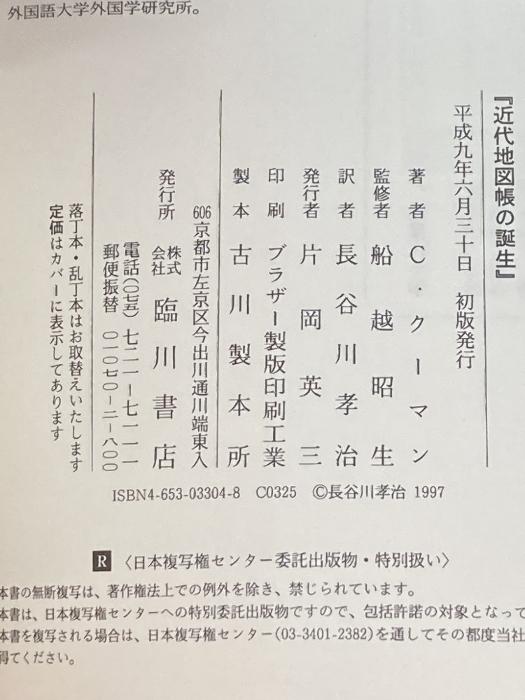 外国語大学外国学研究所。
『近代地図帳の誕生』
平成九年六月三十日 初版発行
著者 C・クーマン
監修者 船越昭生
訳者 長谷川孝治
発行者 片岡英三
印刷 ブラザー製版印刷工業
製本 古川製本所
606 京都市左京区今出川通川端東入
発行所 株式会社 臨川書店
電話(〇七五)七二一―七一一一
郵便振替 〇一〇七〇―二―八〇〇
落丁本・乱丁本はお取替えいたします
定価はカバーに表示してあります
ISBN4-653-03304-8 C0325 ©長谷川孝治 1997
R 〈日本複写権センター委託出版物・特別扱い〉
本書の無断複写は、著作権法上での例外を除き、禁じられています。
本書は、日本複写権センターへの特別委託出版物ですので、包括許諾の対象となって
本書を複写される場合は、日本複写権センター(03-3401-2382)を通してその都度当社
得てください。